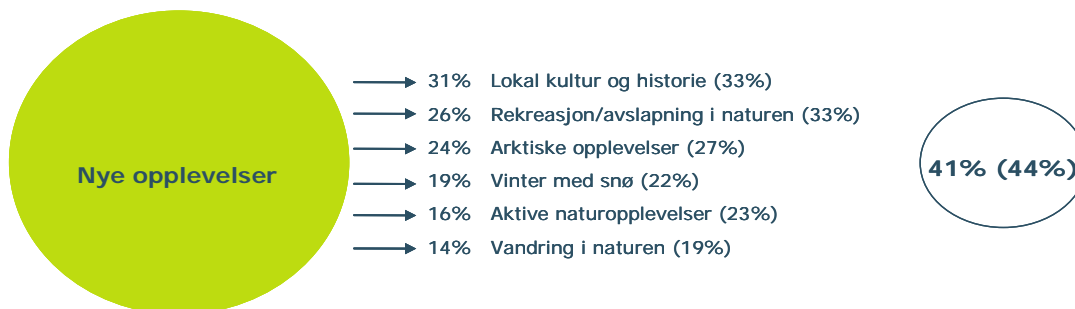 Nye opplevelser
31% Lokal kultur og historie (33%)
26% Rekreasjon/avslapning i naturen (33%)
24% Arktiske opplevelser (27%)
19% Vinter med snø (22%)
16% Aktive naturopplevelser (23%)
14% Vandring i naturen (19%)
41% (44%)